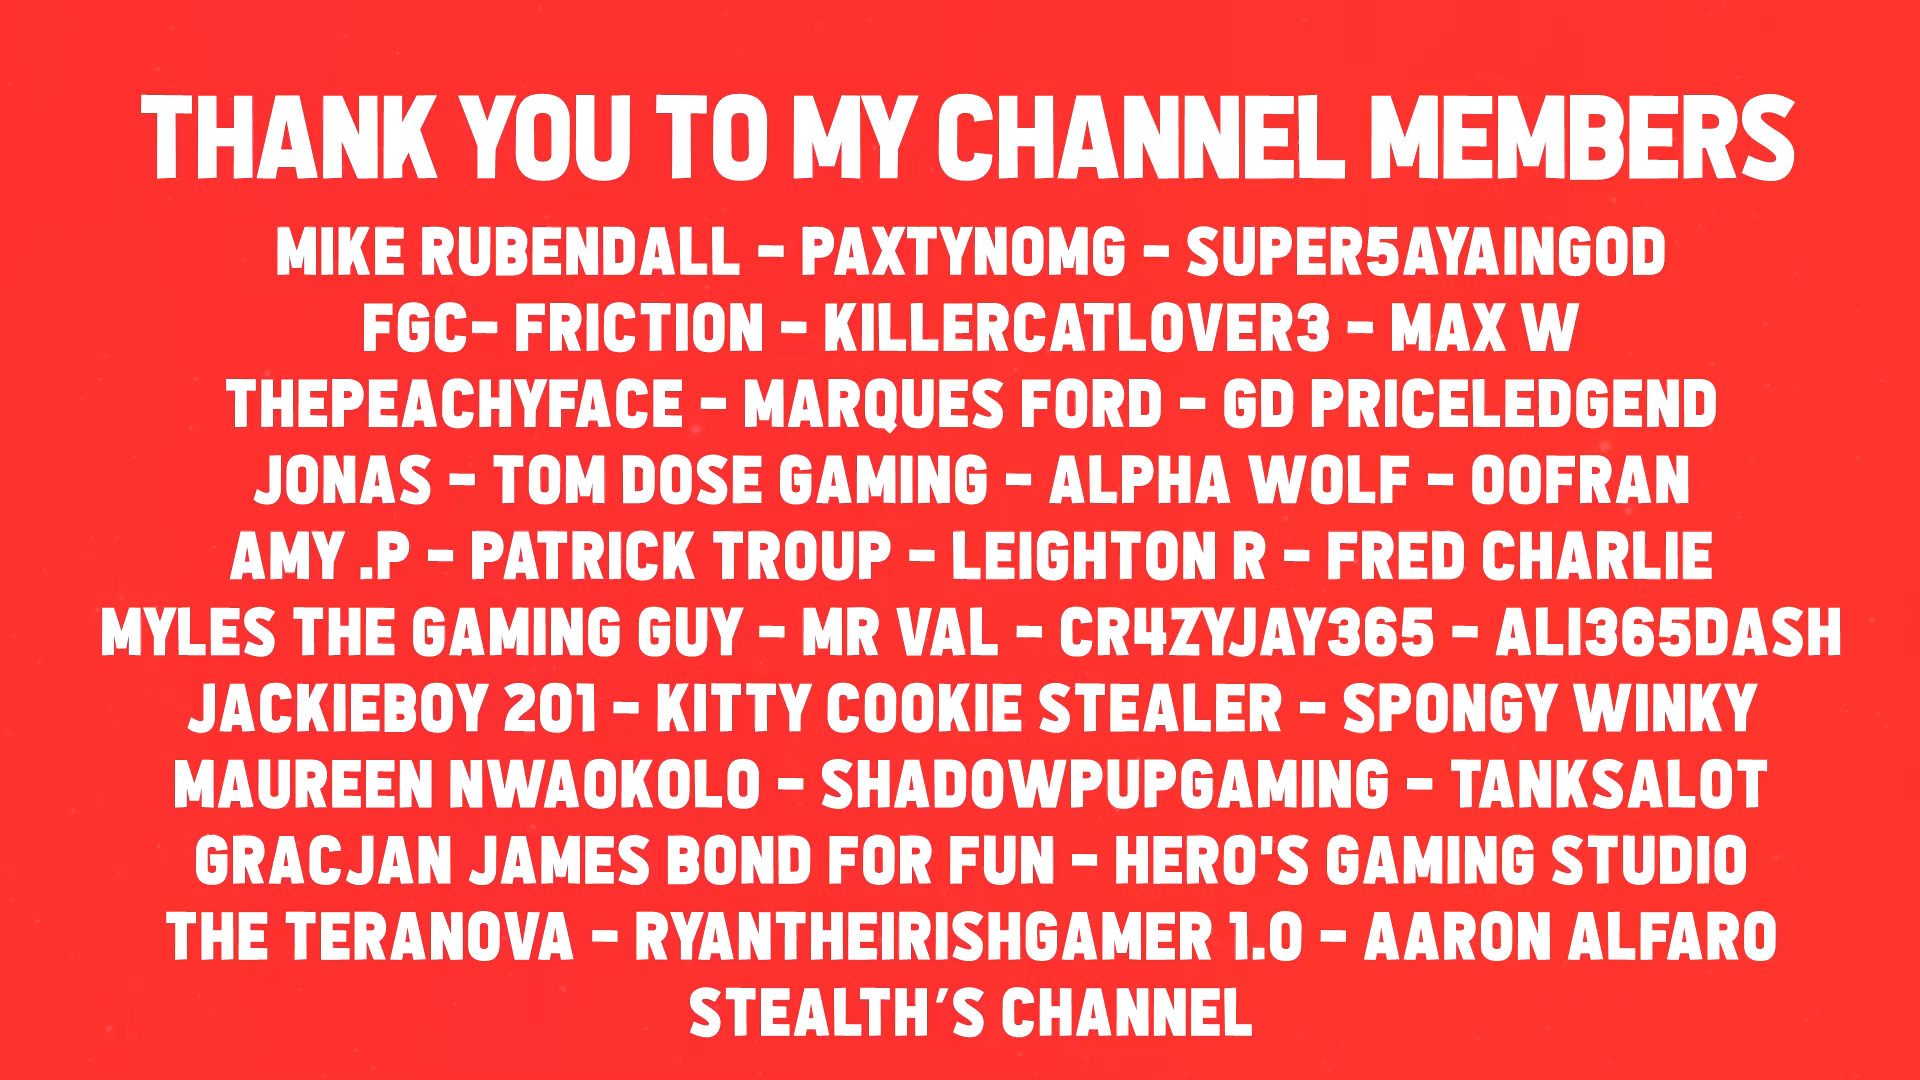 THANK YOU TO MY CHANNEL MEMBERS
MIKE RUBENDALL - PAXTYNOMG - SUPER5AYAINGOD
FGC- FRICTION - KILLERCATLOVER3 - MAX W
THEPEACHYFACE - MARQUES FORD - GD PRICELEDGEND
JONAS - TOM DOSE GAMING - ALPHA WOLF - OOFRAN
AMY .P - PATRICK TROUP - LEIGHTON R - FRED CHARLIE
MYLES THE GAMING GUY - MR VAL - CR4ZYJAY365 - ALI365DASH
JACKIEBOY 201 - KITTY COOKIE STEALER - SPONGY WINKY
MAUREEN NWAOKOLO - SHADOWPUPGAMING - TANKSALOT
GRACJAN JAMES BOND FOR FUN - HERO'S GAMING STUDIO
THE TERANOVA - RYANTHEIRISHGAMER 1.0 - AARON ALFARO
STEALTH'S CHANNEL